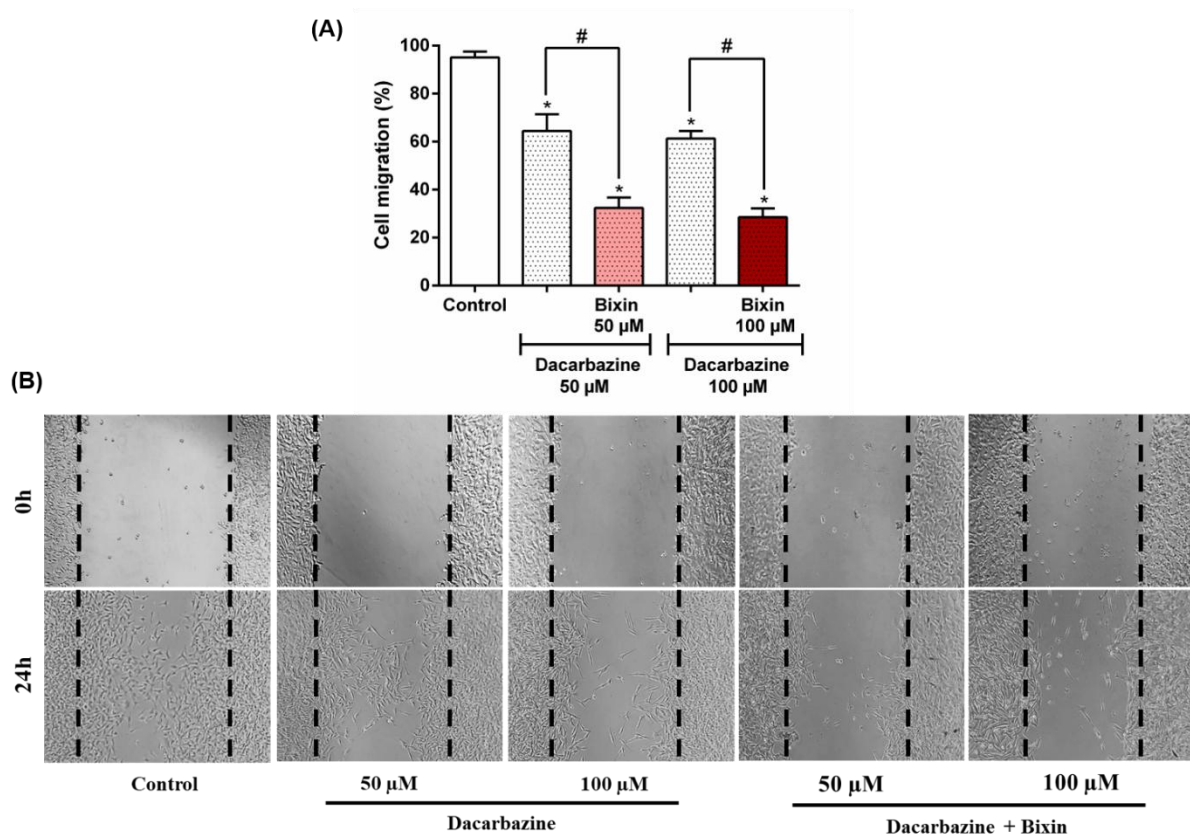 (A)
Cell migration (%)
100
80
60
40
20
0
#
#
*
*
*
*
Control
Bixin
50 µM
Bixin
100 µM
Dacarbazine
50 µM
Dacarbazine
100 µM
(B)
0h
24h
Control
50 µM
100 µM
50 µM
100 µM
Dacarbazine
Dacarbazine + Bixin